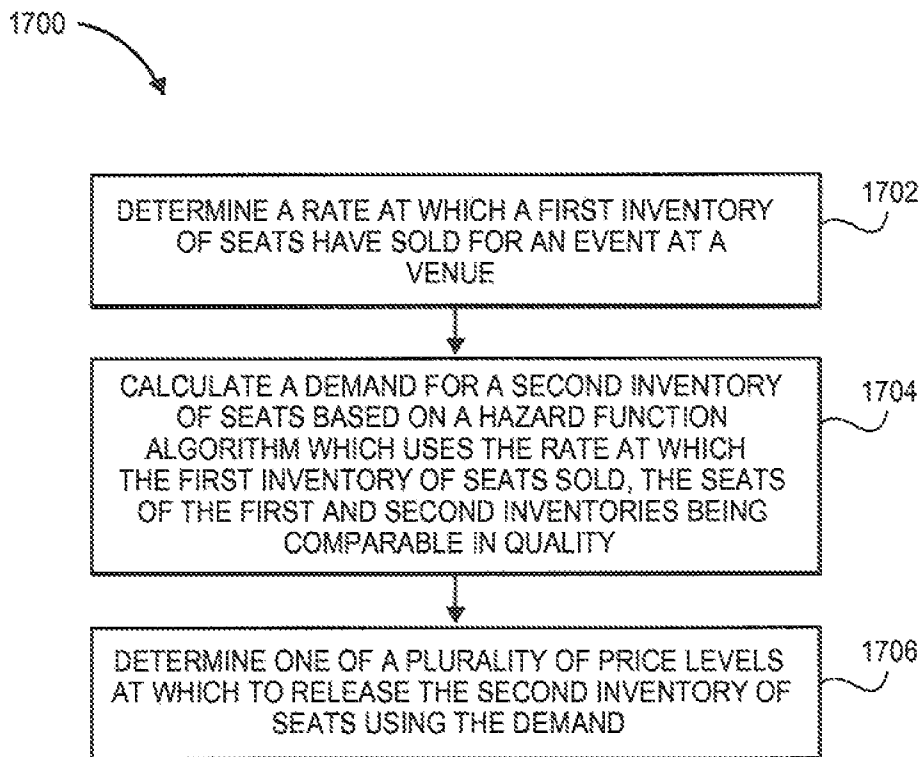 1700
DETERMINE A RATE AT WHICH A FIRST INVENTORY
OF SEATS HAVE SOLD FOR AN EVENT AT A
VENUE
1702
CALCULATE A DEMAND FOR A SECOND INVENTORY
OF SEATS BASED ON A HAZARD FUNCTION
ALGORITHM WHICH USES THE RATE AT WHICH
THE FIRST INVENTORY OF SEATS SOLD, THE SEATS
OF THE FIRST AND SECOND INVENTORIES BEING
COMPARABLE IN QUALITY
1704
DETERMINE ONE OF A PLURALITY OF PRICE LEVELS
AT WHICH TO RELEASE THE SECOND INVENTORY OF
SEATS USING THE DEMAND
1706